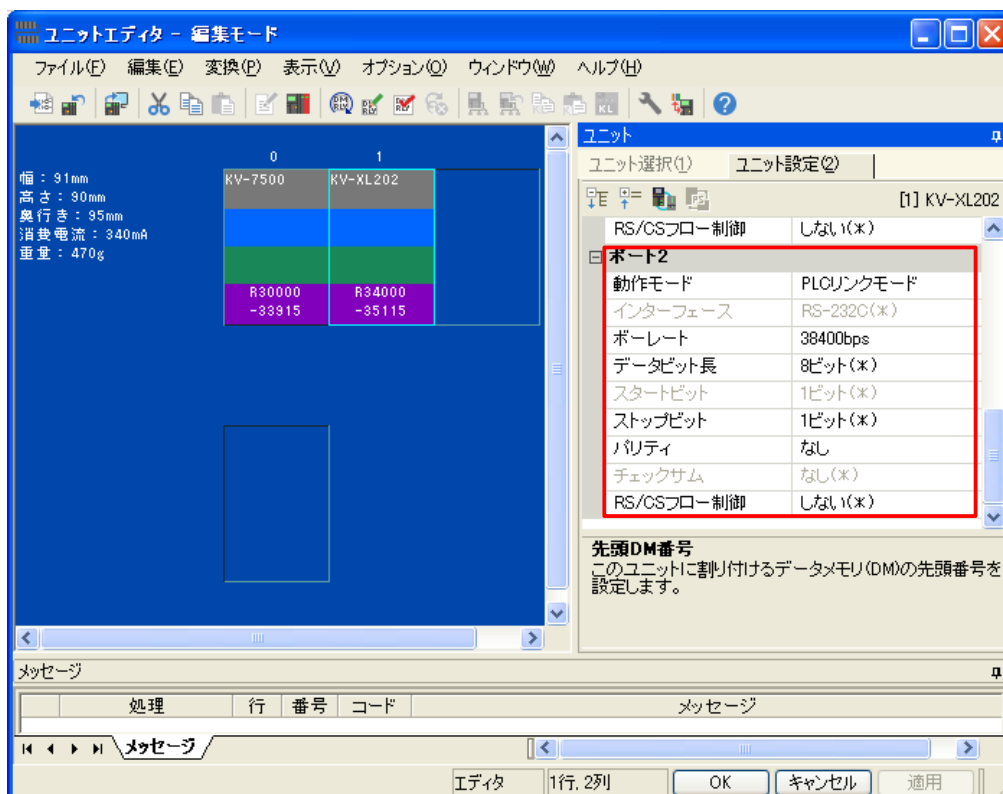 ユニットエディタ - 編集モード
ファイル(F) 編集(E) 変換(P) 表示(V) オプション(O) ウィンドウ(W) ヘルプ(H)
幅：91mm
高さ：90mm
奥行き：95mm
消費電流：340mA
重量：470g
0 1
KV-7500 KV-XL202
R30000 R34000
-33915 -35115
ユニット
ユニット選択(1) ユニット設定(2)
[1] KV-XL202
RS/CSフロー制御 しない(*)
ポート2
動作モード PLCリンクモード
インターフェース RS-232C(*)
ボーレート 38400bps
データビット長 8ビット(*)
スタートビット 1ビット(*)
ストップビット 1ビット(*)
パリティ なし
チェックサム なし(*)
RS/CSフロー制御 しない(*)
先頭DM番号
このユニットに割り付けるデータメモリ(DM)の先頭番号を
設定します。
メッセージ
処理 行 番号 コード メッセージ
メッセージ
エディタ 1行, 2列 OK キャンセル 適用